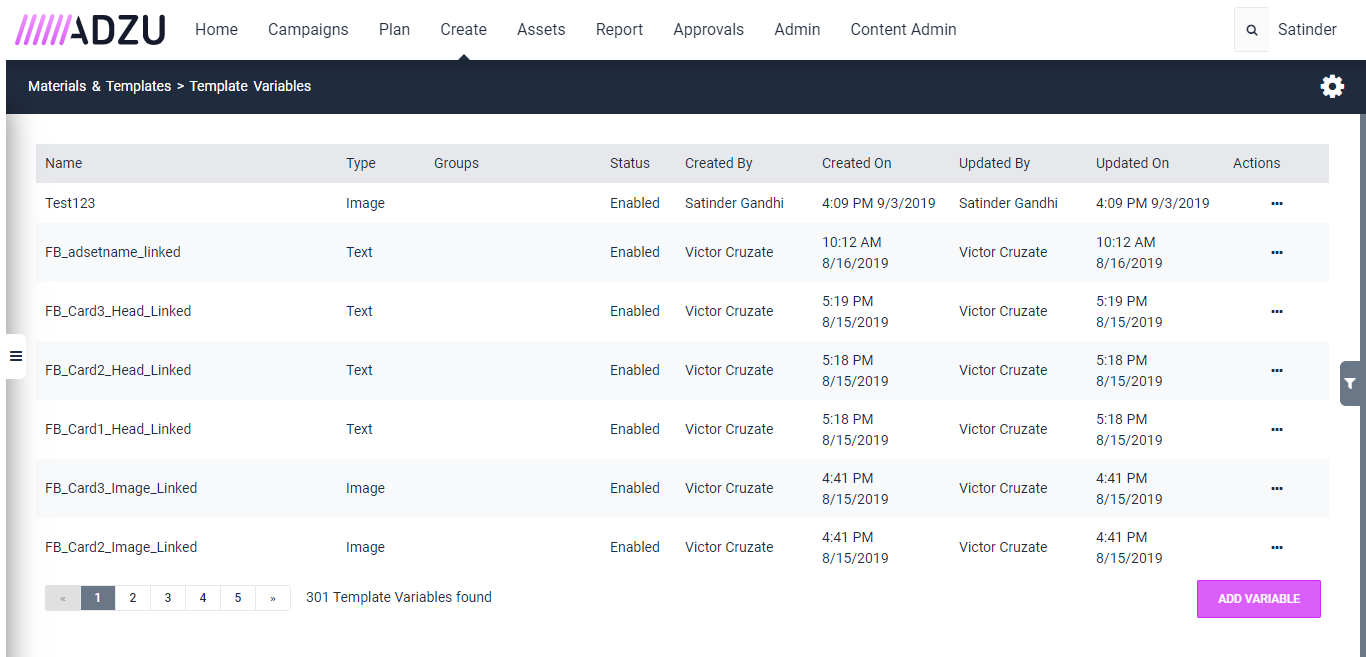 ADZU Home Campaigns Plan Create Assets Report Approvals Admin Content Admin Satinder
Materials & Templates > Template Variables
Name Type Groups Status Created By Created On Updated By Updated On Actions
Test123 Image Enabled Satinder Gandhi 4:09 PM 9/3/2019 Satinder Gandhi 4:09 PM 9/3/2019 ...
FB_adsetname_linked Text Enabled Victor Cruzate 10:12 AM 8/16/2019 Victor Cruzate 10:12 AM 8/16/2019 ...
FB_Card3_Head_Linked Text Enabled Victor Cruzate 5:19 PM 8/15/2019 Victor Cruzate 5:19 PM 8/15/2019 ...
FB_Card2_Head_Linked Text Enabled Victor Cruzate 5:18 PM 8/15/2019 Victor Cruzate 5:18 PM 8/15/2019 ...
FB_Card1_Head_Linked Text Enabled Victor Cruzate 5:18 PM 8/15/2019 Victor Cruzate 5:18 PM 8/15/2019 ...
FB_Card3_Image_Linked Image Enabled Victor Cruzate 4:41 PM 8/15/2019 Victor Cruzate 4:41 PM 8/15/2019 ...
FB_Card2_Image_Linked Image Enabled Victor Cruzate 4:41 PM 8/15/2019 Victor Cruzate 4:41 PM 8/15/2019 ...
« 1 2 3 4 5 » 301 Template Variables found ADD VARIABLE